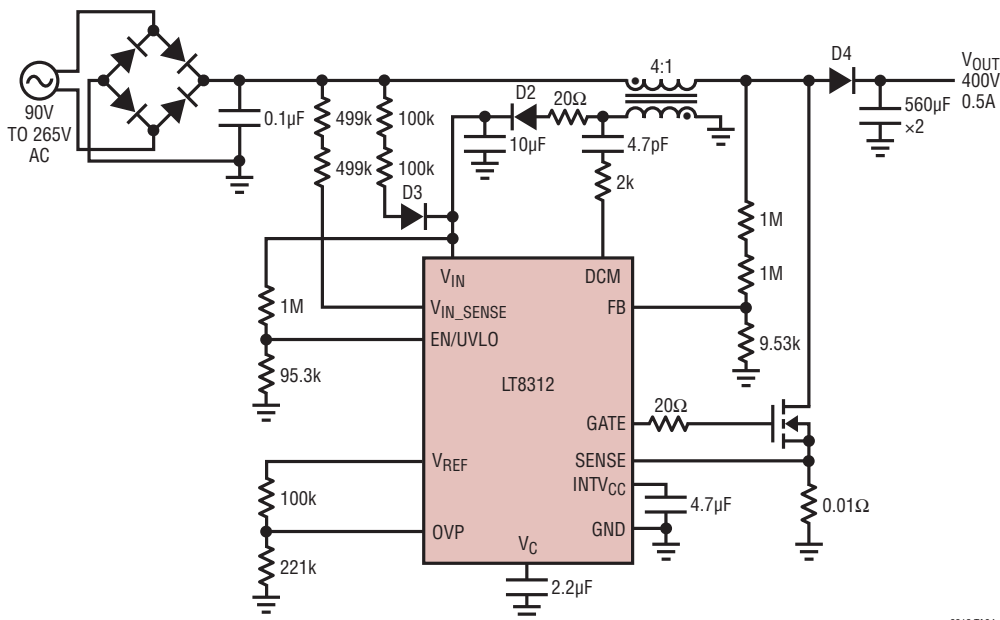 4:1
D4
VOUT
400V
0.5A
90V
TO 265V
AC
0.1µF
499k
100k
D2
20Ω
10µF
4.7pF
560µF
×2
499k
100k
2k
D3
1M
1M
VIN
DCM
1M
VIN_SENSE
FB
EN/UVLO
95.3k
9.53k
LT8312
GATE
20Ω
VREF
SENSE
INTVCC
100k
4.7µF
0.01Ω
OVP
GND
221k
VC
2.2µF